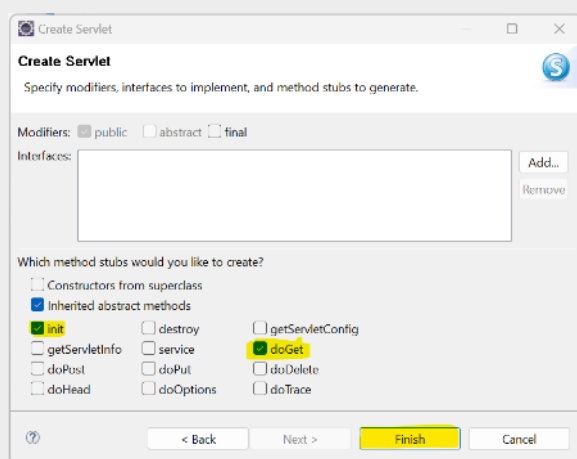 Create Servlet
Create Servlet
Specify modifiers, interfaces to implement, and method stubs to generate.
Modifiers: public abstract final
Interfaces:
Add...
Remove
Which method stubs would you like to create?
Constructors from superclass
Inherited abstract methods
init destroy getServletConfig
getServletInfo service doGet
doPost doPut doDelete
doHead doOptions doTrace
? < Back Next > Finish Cancel